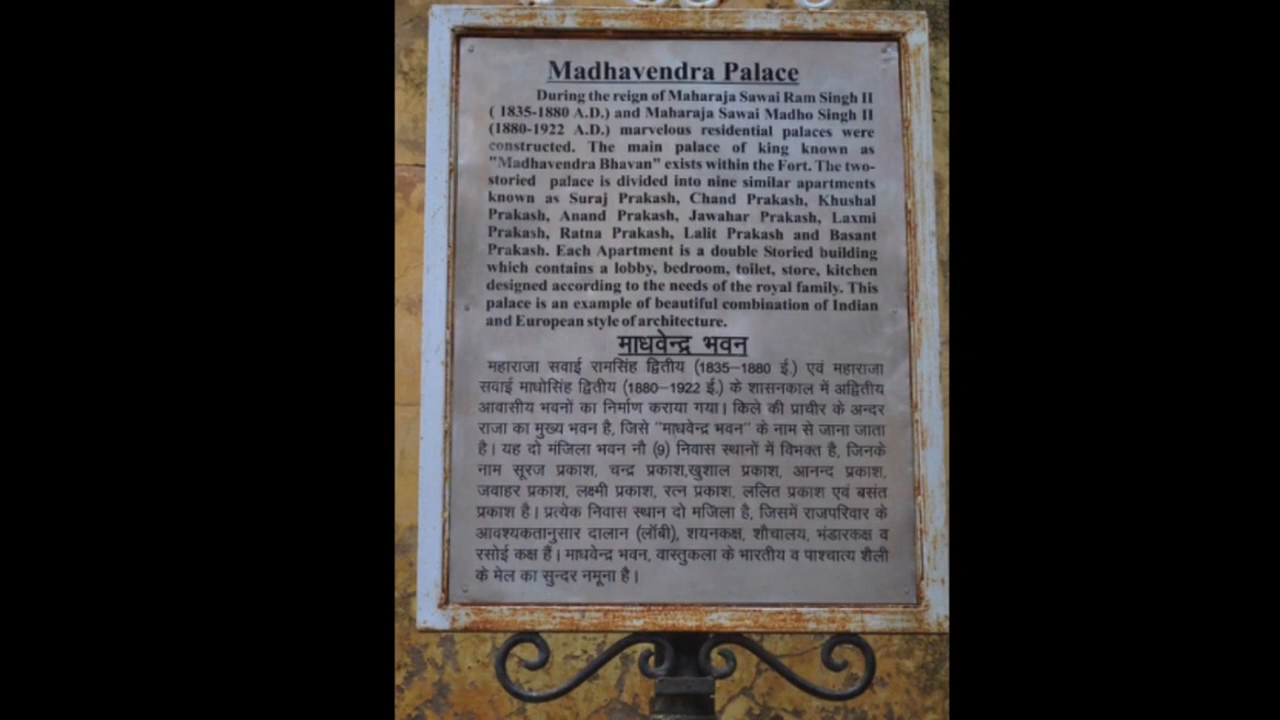 Madhavendra Palace
During the reign of Maharaja Sawai Ram Singh II
( 1835-1880 A.D.) and Maharaja Sawai Madho Singh II
(1880-1922 A.D.) marvelous residential palaces were
constructed. The main palace of king known as
"Madhavendra Bhavan" exists within the Fort. The two-
storied palace is divided into nine similar apartments
known as Suraj Prakash, Chand Prakash, Khushal
Prakash, Anand Prakash, Jawahar Prakash, Laxmi
Prakash, Ratna Prakash, Lalit Prakash and Basant
Prakash. Each Apartment is a double Storied building
which contains a lobby, bedroom, toilet, store, kitchen
designed according to the needs of the royal family. This
palace is an example of beautiful combination of Indian
and European style of architecture.
माधवेन्द्र भवन
महाराजा सवाई रामसिंह द्वितीय (1835–1880 ई.) एवं महाराजा
सवाई माधोसिंह द्वितीय (1880–1922 ई.) के शासनकाल में अद्वितीय
आवासीय भवनों का निर्माण कराया गया। किले की प्राचीर के अन्दर
राजा का मुख्य भवन है, जिसे "माधवेन्द्र भवन" के नाम से जाना जाता
है। यह दो मंजिला भवन नौ (9) निवास स्थानों में विभक्त है, जिनके
नाम सूरज प्रकाश, चन्द्र प्रकाश,खुशाल प्रकाश, आनन्द प्रकाश,
जवाहर प्रकाश, लक्ष्मी प्रकाश, रत्न प्रकाश, ललित प्रकाश एवं बसंत
प्रकाश है। प्रत्येक निवास स्थान दो मजिला है, जिसमें राजपरिवार के
आवश्यकतानुसार दालान (लॉबी), शयनकक्ष, शौचालय, भंडारकक्ष व
रसोई कक्ष हैं। माधवेन्द्र भवन, वास्तुकला के भारतीय व पाश्चात्य शैली
के मेल का सुन्दर नमूना है।